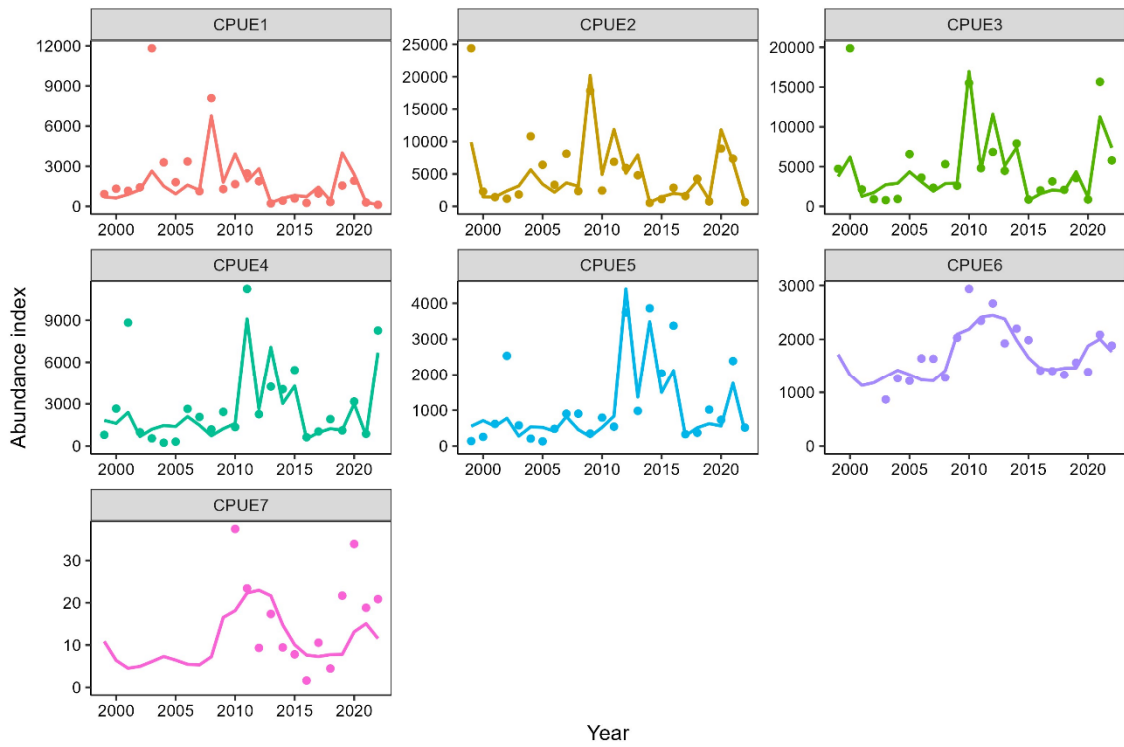 CPUE1 CPUE2 CPUE3
12000 25000 20000
9000 20000 15000
6000 15000 10000
3000 10000 5000
0 5000 0
0
2000 2005 2010 2015 2020 2000 2005 2010 2015 2020 2000 2005 2010 2015 2020
CPUE4 CPUE5 CPUE6
9000 4000 3000
6000 3000 2000
3000 2000 1000
0 1000 0
0
2000 2005 2010 2015 2020 2000 2005 2010 2015 2020 2000 2005 2010 2015 2020
CPUE7
30
20
10
0
2000 2005 2010 2015 2020
Abundance index
Year